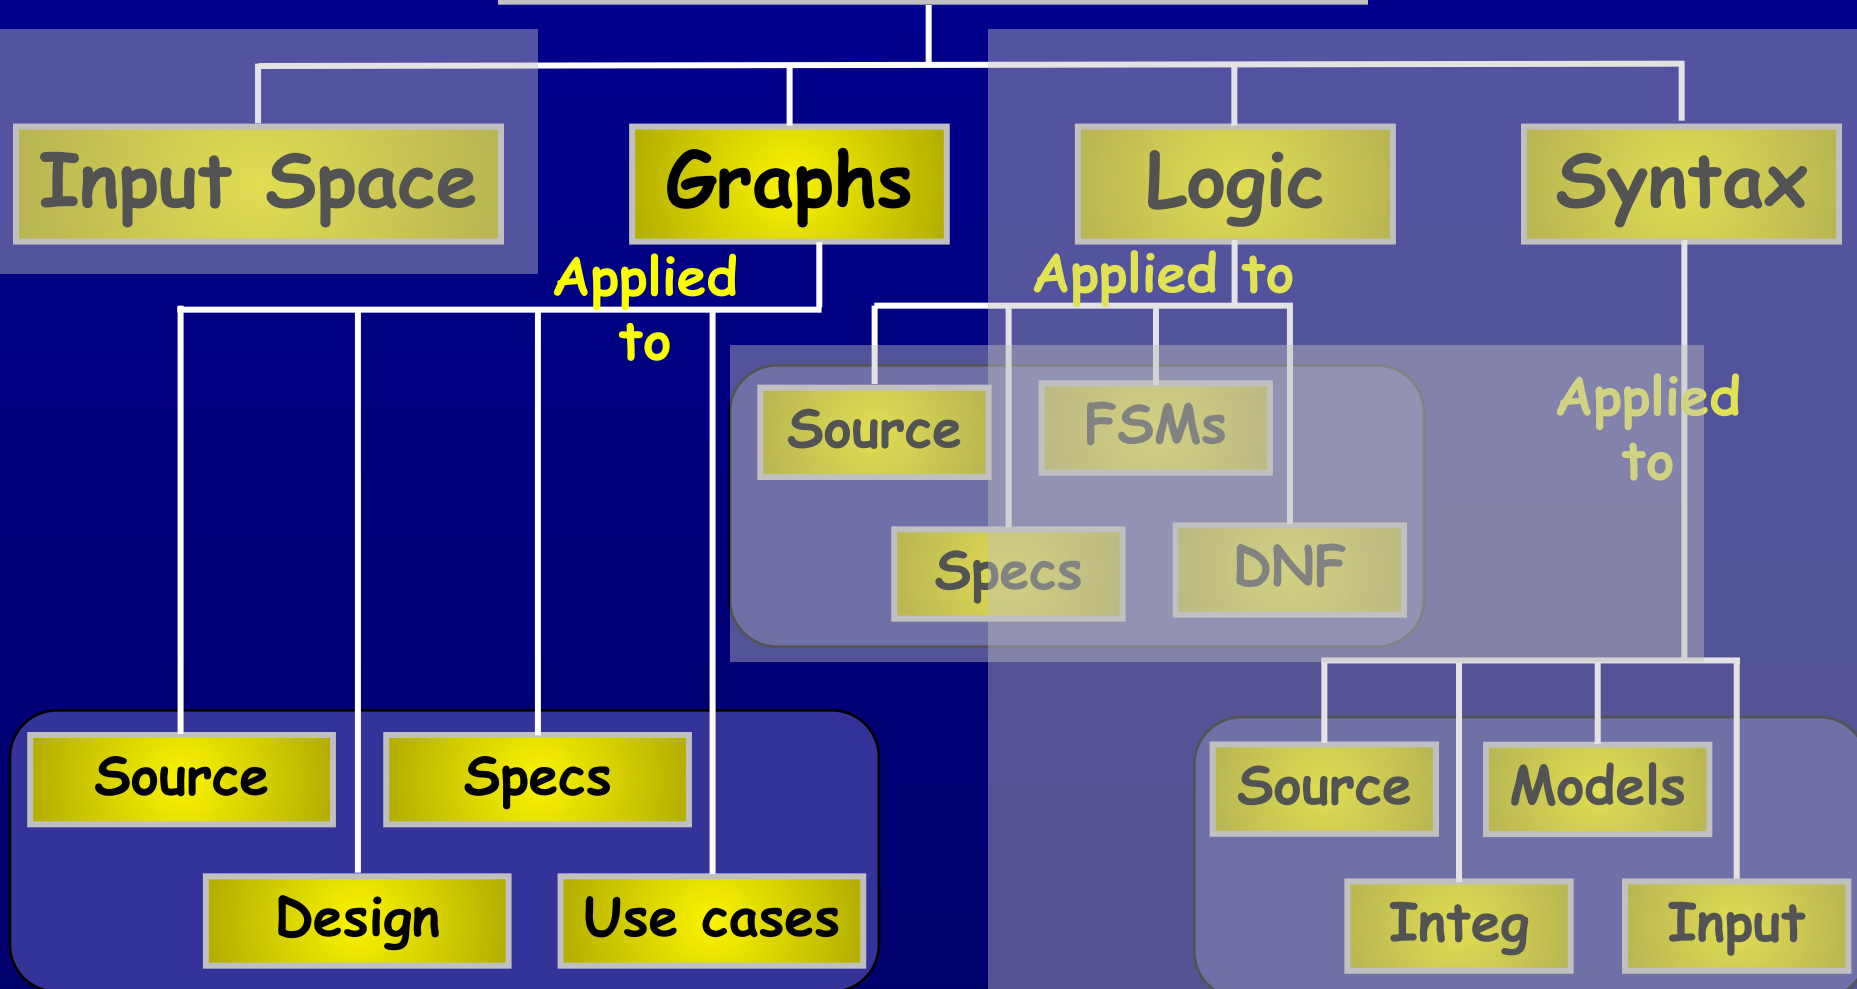 Input Space
Graphs
Logic
Syntax
Applied
to
Applied to
Applied
to
Source
FSMs
Specs
DNF
Source
Specs
Design
Use cases
Source
Models
Integ
Input